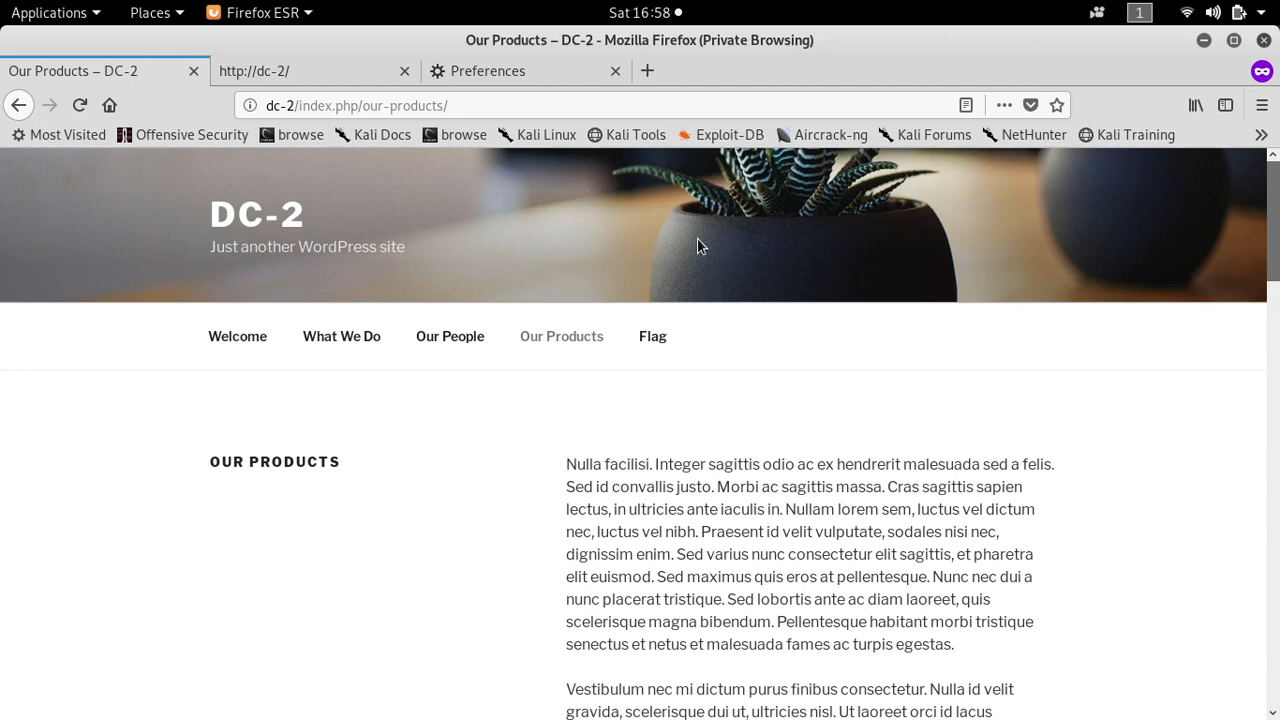 Applications Places Firefox ESR Sat 16:58 1
Our Products – DC-2 - Mozilla Firefox (Private Browsing)
Our Products – DC-2 http://dc-2/ Preferences
dc-2/index.php/our-products/
Most Visited Offensive Security browse Kali Docs browse Kali Linux Kali Tools Exploit-DB Aircrack-ng Kali Forums NetHunter Kali Training
DC-2
Just another WordPress site
Welcome What We Do Our People Our Products Flag
OUR PRODUCTS
Nulla facilisi. Integer sagittis odio ac ex hendrerit malesuada sed a felis.
Sed id convallis justo. Morbi ac sagittis massa. Cras sagittis sapien
lectus, in ultricies ante iaculis in. Nullam lorem sem, luctus vel dictum
nec, luctus vel nibh. Praesent id velit vulputate, sodales nisi nec,
dignissim enim. Sed varius nunc consectetur elit sagittis, et pharetra
elit euismod. Sed maximus quis eros at pellentesque. Nunc nec dui a
nunc placerat tristique. Sed lobortis ante ac diam laoreet, quis
scelerisque magna bibendum. Pellentesque habitant morbi tristique
senectus et netus et malesuada fames ac turpis egestas.
Vestibulum nec mi dictum purus finibus consectetur. Nulla id velit
gravida, scelerisque dui ut, ultricies nisl. Ut laoreet orci id lacus